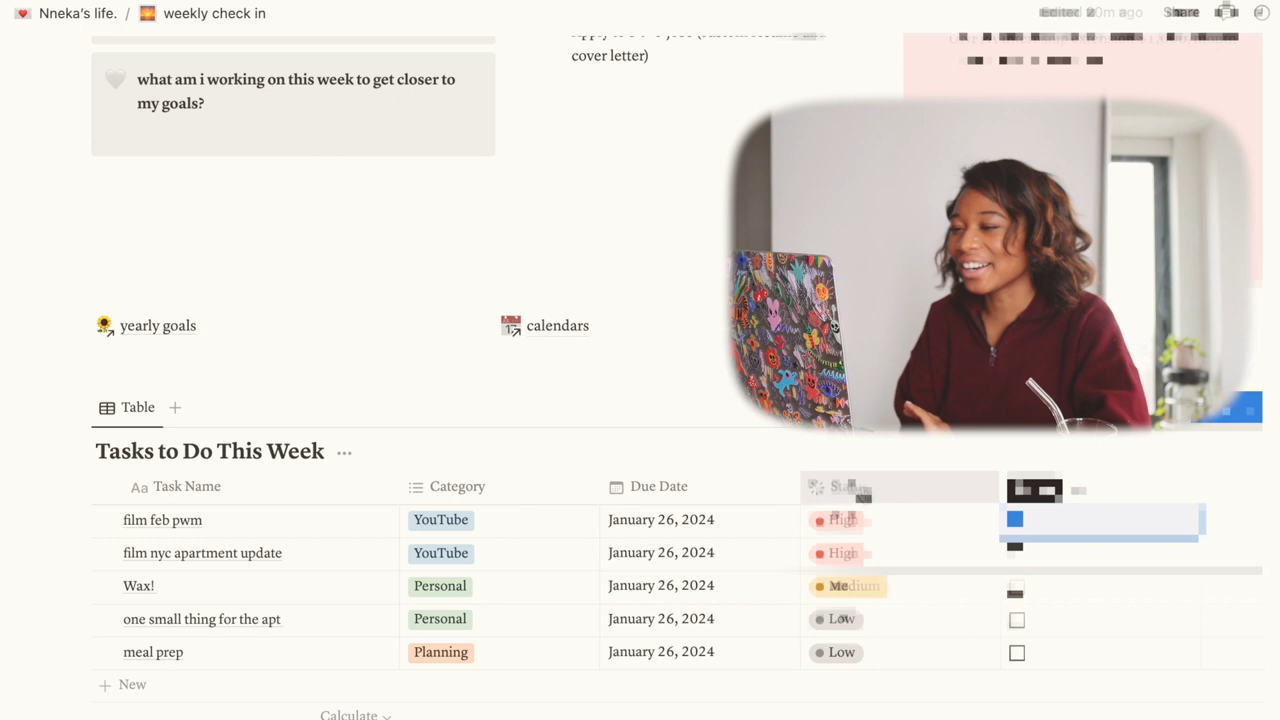 Nneka's life. / weekly check in
ago Share
cover letter)
what am i working on this week to get closer to
my goals?
yearly goals
calendars
Table
Tasks to Do This Week
Aa Task Name Category Due Date
film feb pwm YouTube January 26, 2024 High
film nyc apartment update YouTube January 26, 2024 High
Wax! Personal January 26, 2024 Medium
one small thing for the apt Personal January 26, 2024 Low
meal prep Planning January 26, 2024 Low
New
Calculate